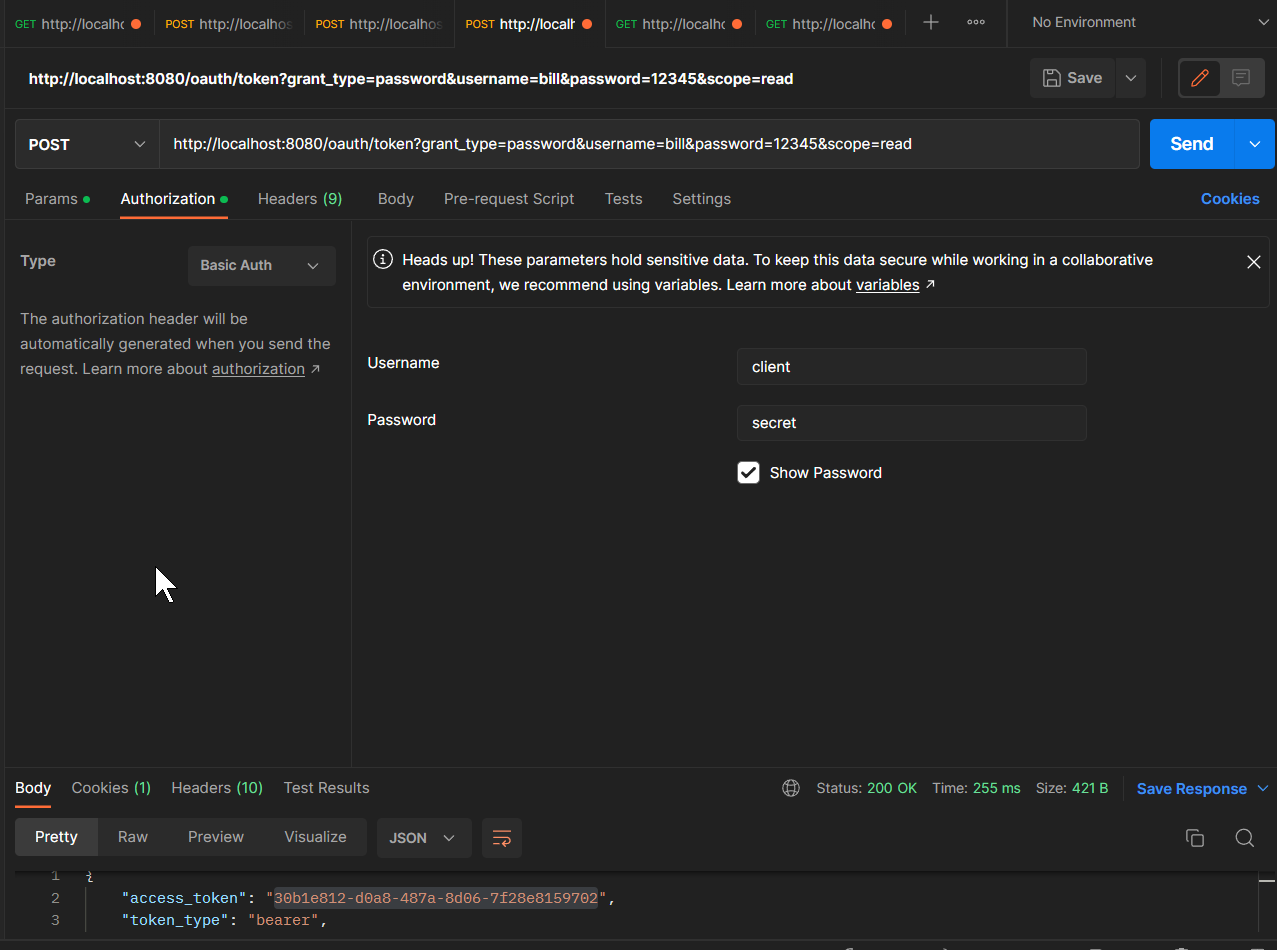 GET http://localhc POST http://localhos POST http://localhos POST http://localh GET http://localhc GET http://localhc No Environment
http://localhost:8080/oauth/token?grant_type=password&username=bill&password=12345&scope=read Save
POST http://localhost:8080/oauth/token?grant_type=password&username=bill&password=12345&scope=read Send
Params Authorization Headers (9) Body Pre-request Script Tests Settings Cookies
Type Basic Auth
The authorization header will be
automatically generated when you send the
request. Learn more about authorization ↗
Heads up! These parameters hold sensitive data. To keep this data secure while working in a collaborative
environment, we recommend using variables. Learn more about variables ↗
Username client
Password secret
Show Password
Body Cookies (1) Headers (10) Test Results Status: 200 OK Time: 255 ms Size: 421 B Save Response
Pretty Raw Preview Visualize JSON
1 {
2 "access_token": "30b1e812-d0a8-487a-8d06-7f28e8159702",
3 "token_type": "bearer",